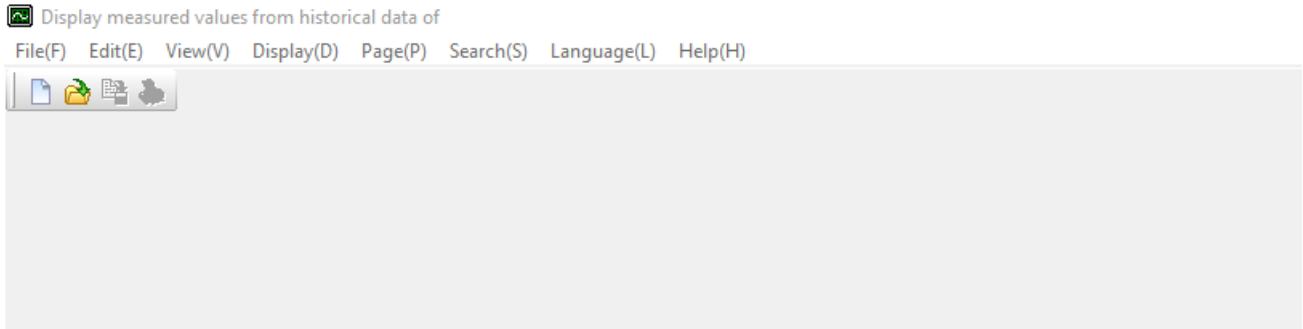 Display measured values from historical data of
File(F) Edit(E) View(V) Display(D) Page(P) Search(S) Language(L) Help(H)